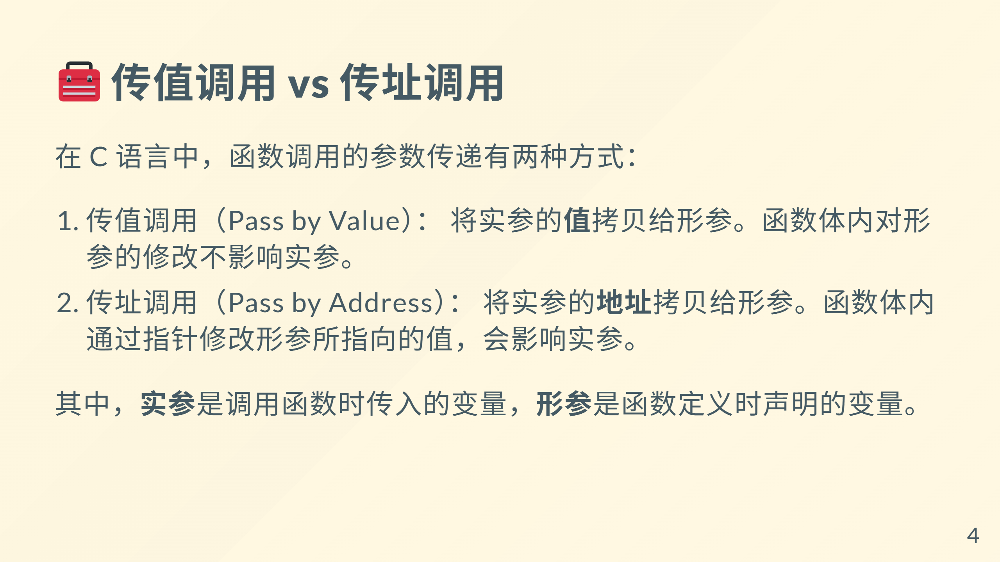 🧰 传值调用 vs 传址调用
在 C 语言中，函数调用的参数传递有两种方式：
1. 传值调用（Pass by Value）： 将实参的值拷贝给形参。函数体内对形
参的修改不影响实参。
2. 传址调用（Pass by Address）： 将实参的地址拷贝给形参。函数体内
通过指针修改形参所指向的值，会影响实参。
其中，实参是调用函数时传入的变量，形参是函数定义时声明的变量。
4